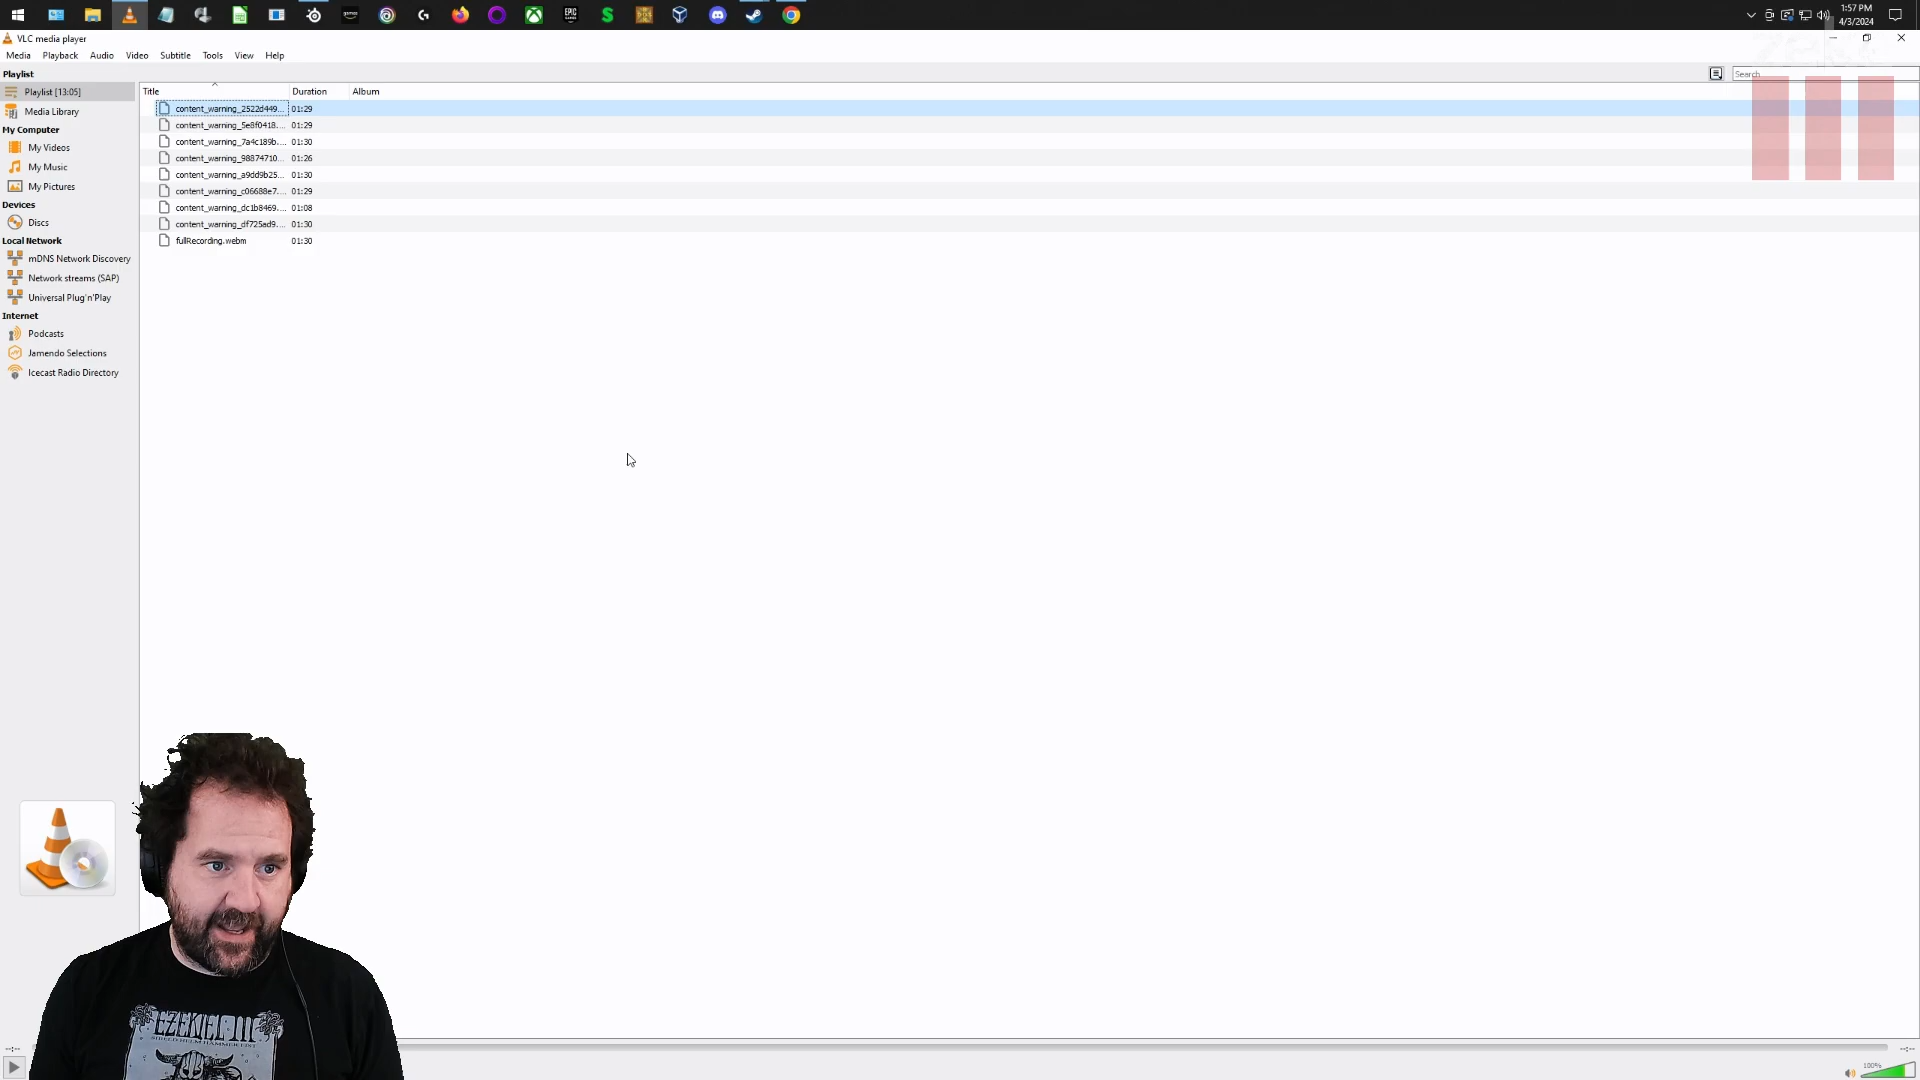 1:57 PM
4/3/2024
VLC media player
Media Playback Audio Video Subtitle Tools View Help
Playlist
Search
Playlist [13:05]
Media Library
My Computer
My Videos
My Music
My Pictures
Devices
Discs
Local Network
mDNS Network Discovery
Network streams (SAP)
Universal Plug'n'Play
Internet
Podcasts
Jamendo Selections
Icecast Radio Directory
Title Duration Album
content_warning_2522d449... 01:29
content_warning_5e8f0418.... 01:29
content_warning_7a4c189b.... 01:30
content_warning_98874710... 01:26
content_warning_a9dd9b25... 01:30
content_warning_c06688e7.... 01:29
content_warning_dc1b8469.... 01:08
content_warning_df725ad9.... 01:30
fullRecording.webm 01:30
EZEKIEL III
--:--
--:--
100%